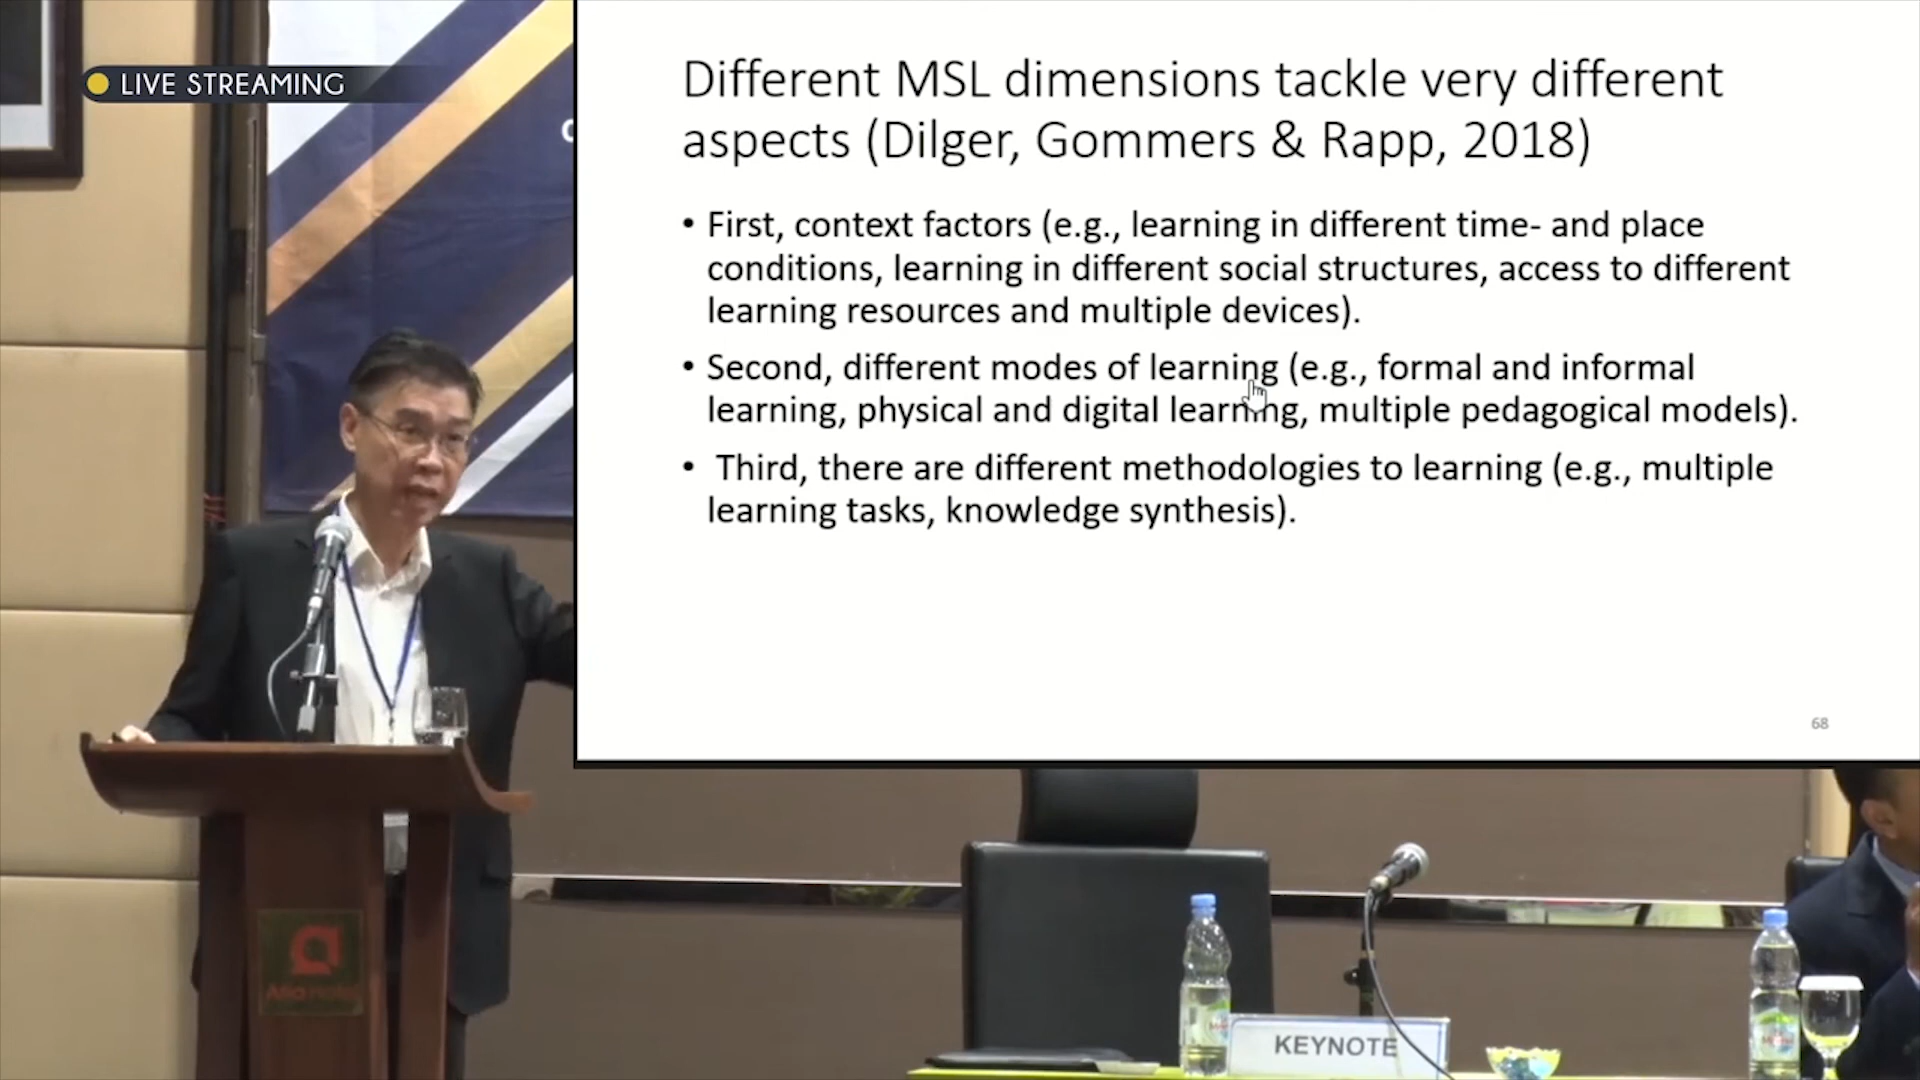 LIVE STREAMING
Different MSL dimensions tackle very different
aspects (Dilger, Gommers & Rapp, 2018)
• First, context factors (e.g., learning in different time- and place
conditions, learning in different social structures, access to different
learning resources and multiple devices).
• Second, different modes of learning (e.g., formal and informal
learning, physical and digital learning, multiple pedagogical models).
• Third, there are different methodologies to learning (e.g., multiple
learning tasks, knowledge synthesis).
68
KEYNOTE